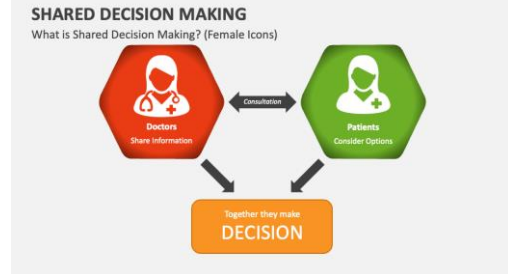 SHARED DECISION MAKING
What is Shared Decision Making? (Female Icons)
Consultation
Doctors
Share Information
Patients
Consider Options
Together they make
DECISION